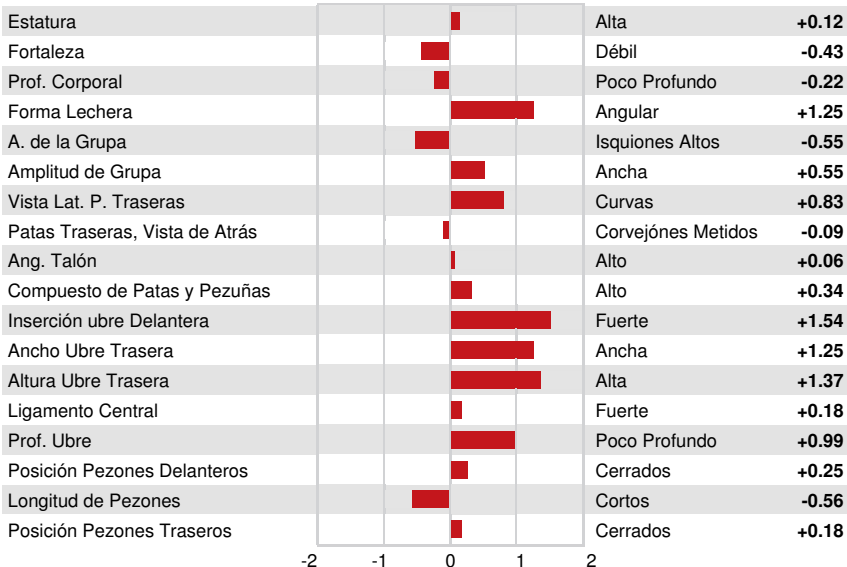 Estatura Alta +0.12
Fortaleza Débil -0.43
Prof. Corporal Poco Profundo -0.22
Forma Lechera Angular +1.25
A. de la Grupa Isquiones Altos -0.55
Amplitud de Grupa Ancha +0.55
Vista Lat. P. Traseras Curvas +0.83
Patas Traseras, Vista de Atrás Corvejónes Metidos -0.09
Ang. Talón Alto +0.06
Compuesto de Patas y Pezuñas Alto +0.34
Inserción ubre Delantera Fuerte +1.54
Ancho Ubre Trasera Ancha +1.25
Altura Ubre Trasera Alta +1.37
Ligamento Central Fuerte +0.18
Prof. Ubre Poco Profundo +0.99
Posición Pezones Delanteros Cerrados +0.25
Longitud de Pezones Cortos -0.56
Posición Pezones Traseros Cerrados +0.18
-2 -1 0 1 2